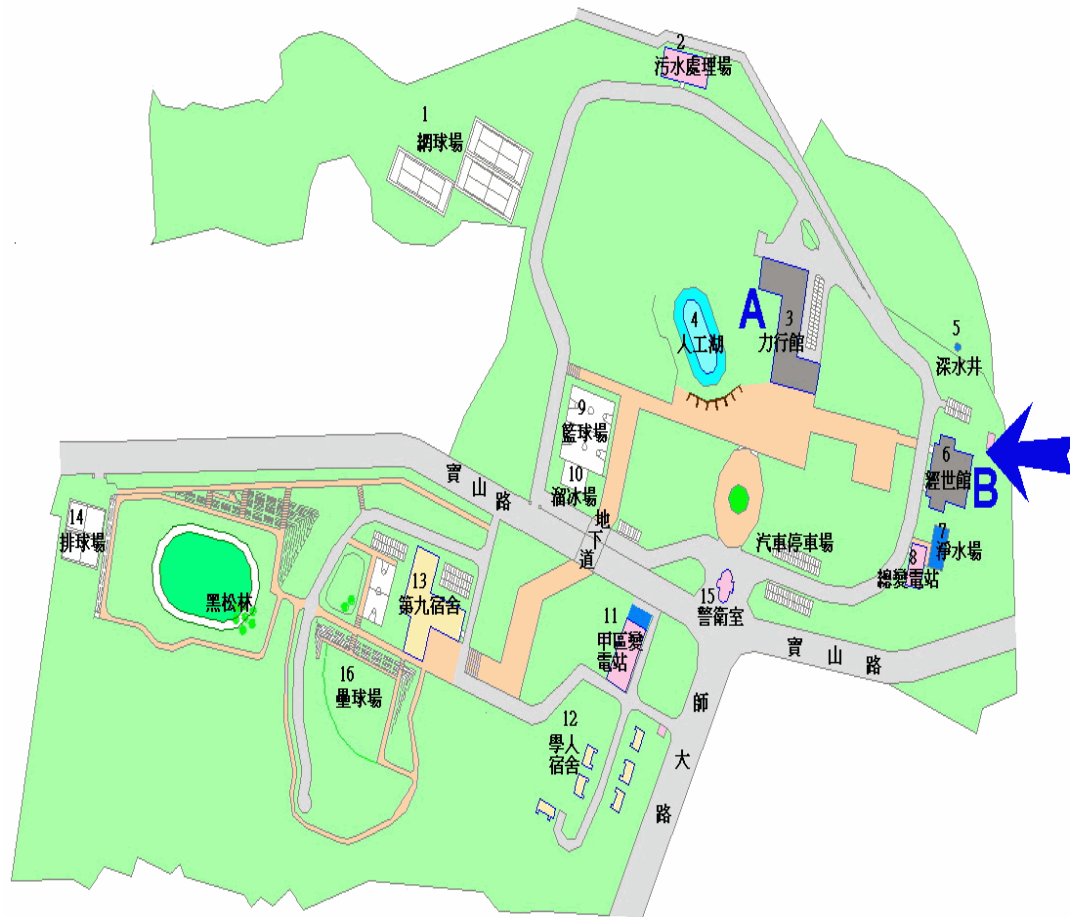 2
污水處理場
1
網球場
A
3
力行館
4
人工湖
5
深水井
9
籃球場
10
溜冰場
6
經世館
B
寶山路
地下道
14
排球場
7
淨水場
8
總變電站
汽車停車場
13
第九宿舍
15
警衛室
黑松林
11
甲區變
電站
寶山路
16
壘球場
12
學人
宿舍
師大路